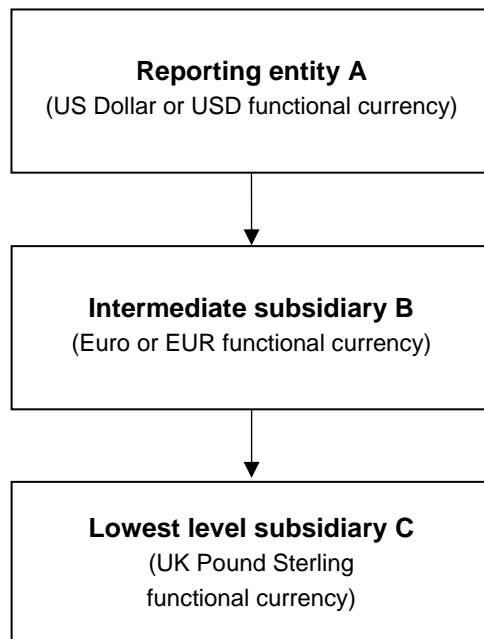 Reporting entity A
(US Dollar or USD functional currency)
Intermediate subsidiary B
(Euro or EUR functional currency)
Lowest level subsidiary C
(UK Pound Sterling
functional currency)